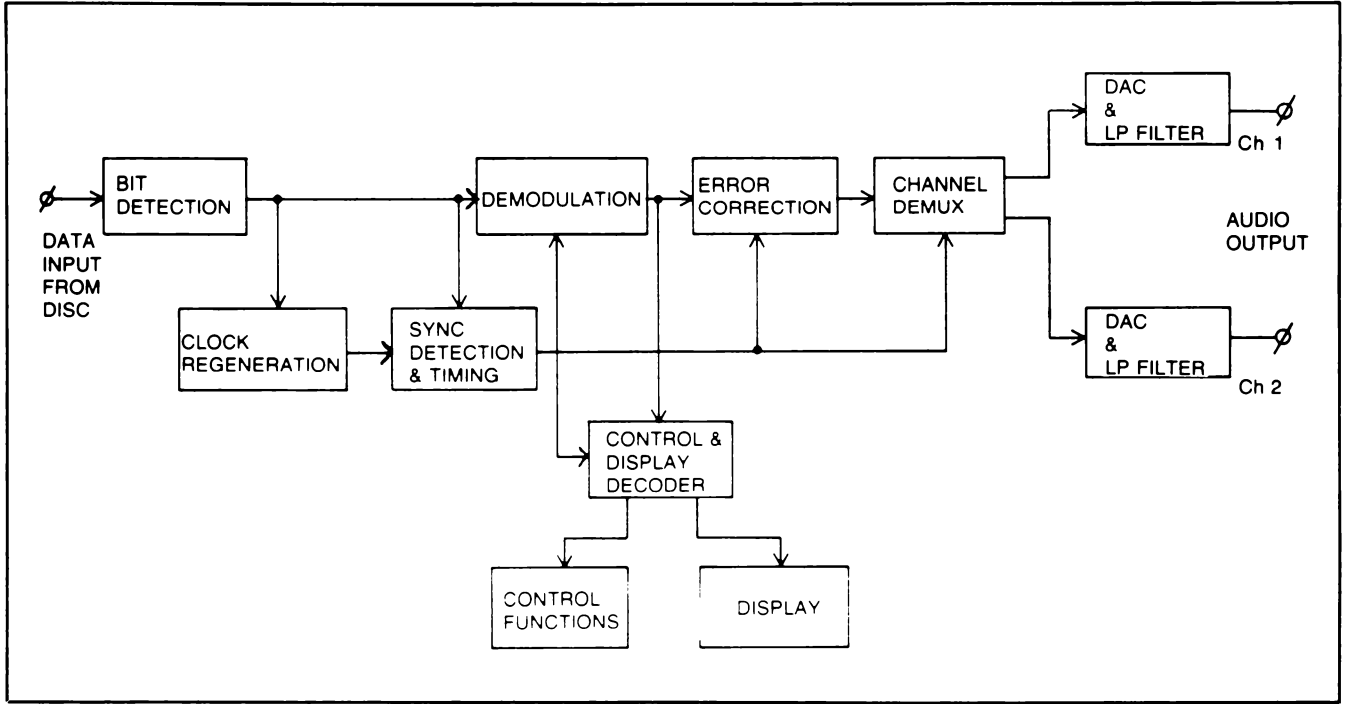 DAC
&
LP FILTER
Ch 1
BIT
DETECTION
DEMODULATION
ERROR
CORRECTION
CHANNEL
DEMUX
DATA
INPUT
FROM
DISC
AUDIO
OUTPUT
CLOCK
REGENERATION
SYNC
DETECTION
& TIMING
DAC
&
LP FILTER
Ch 2
CONTROL &
DISPLAY
DECODER
CONTROL
FUNCTIONS
DISPLAY